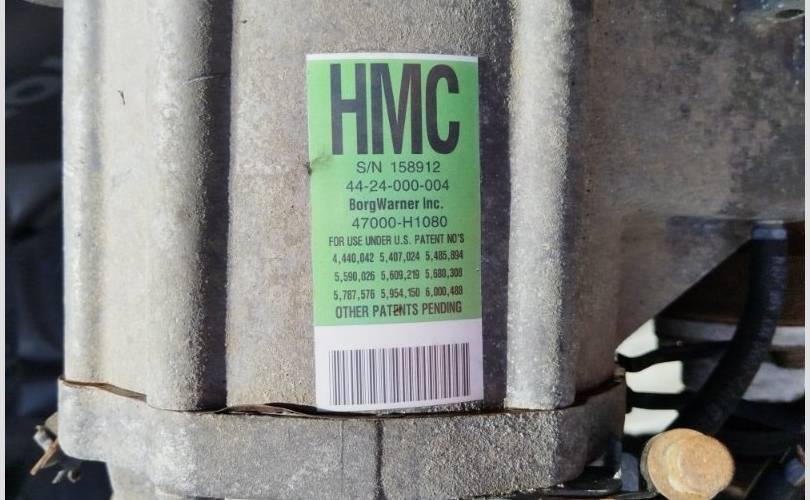 HMC
S/N 158912
44-24-000-004
BorgWarner Inc.
47000-H1080
FOR USE UNDER U.S. PATENT NO'S
4,440,042 5,407,024 5,485,894
5,590,026 5,609,219 5,680,308
5,787,576 5,954,150 6,000,488
OTHER PATENTS PENDING